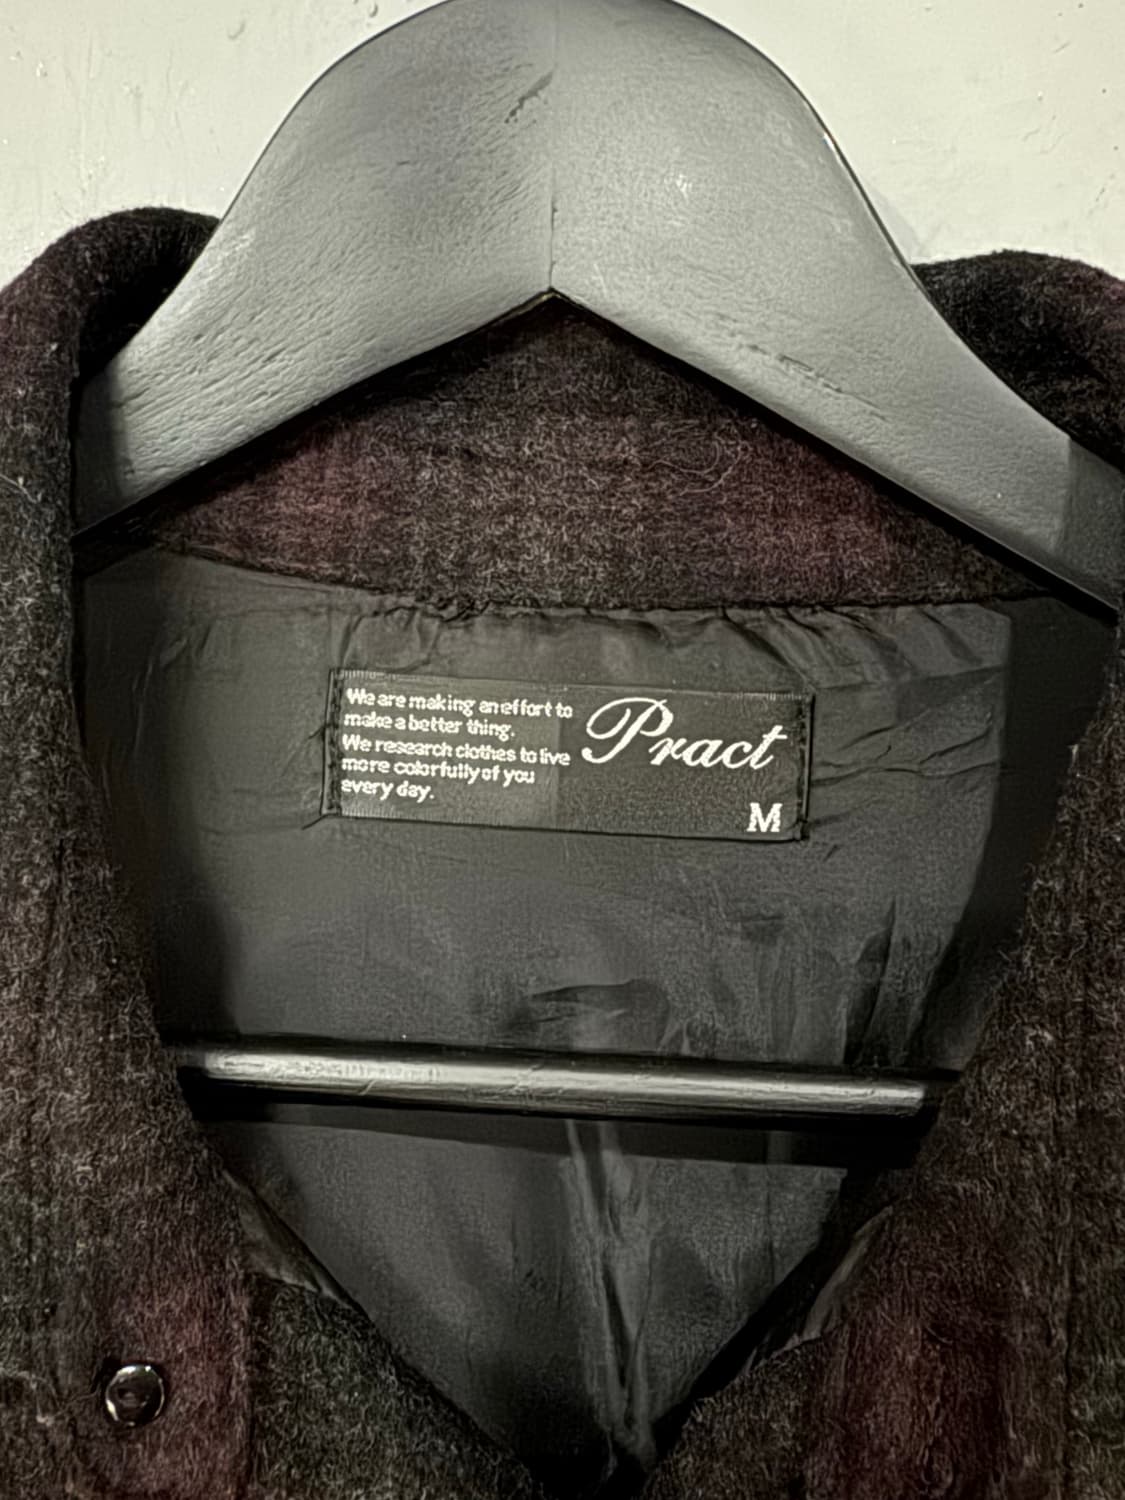 We are making an effort to
make a better thing.
We research clothes to live
more colorfully of you
every day.
Pract
M